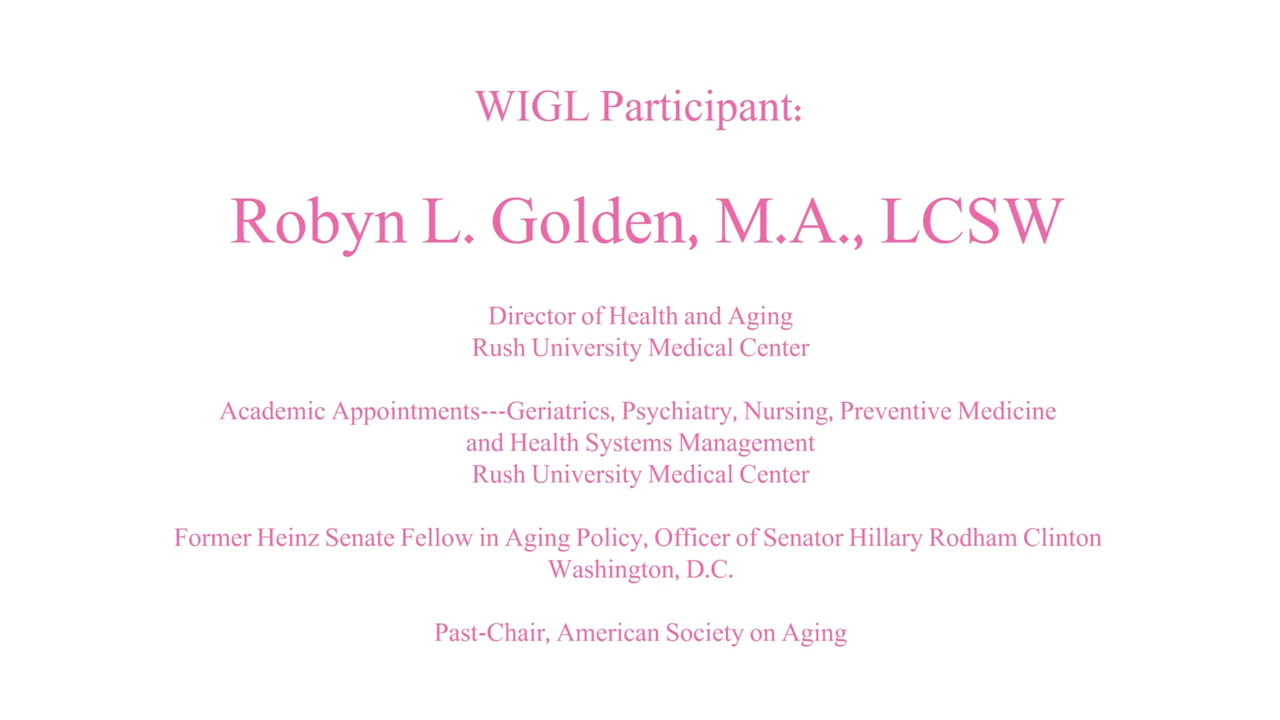 WIGL Participant:
Robyn L. Golden, M.A., LCSW
Director of Health and Aging
Rush University Medical Center
Academic Appointments---Geriatrics, Psychiatry, Nursing, Preventive Medicine
and Health Systems Management
Rush University Medical Center
Former Heinz Senate Fellow in Aging Policy, Officer of Senator Hillary Rodham Clinton
Washington, D.C.
Past-Chair, American Society on Aging